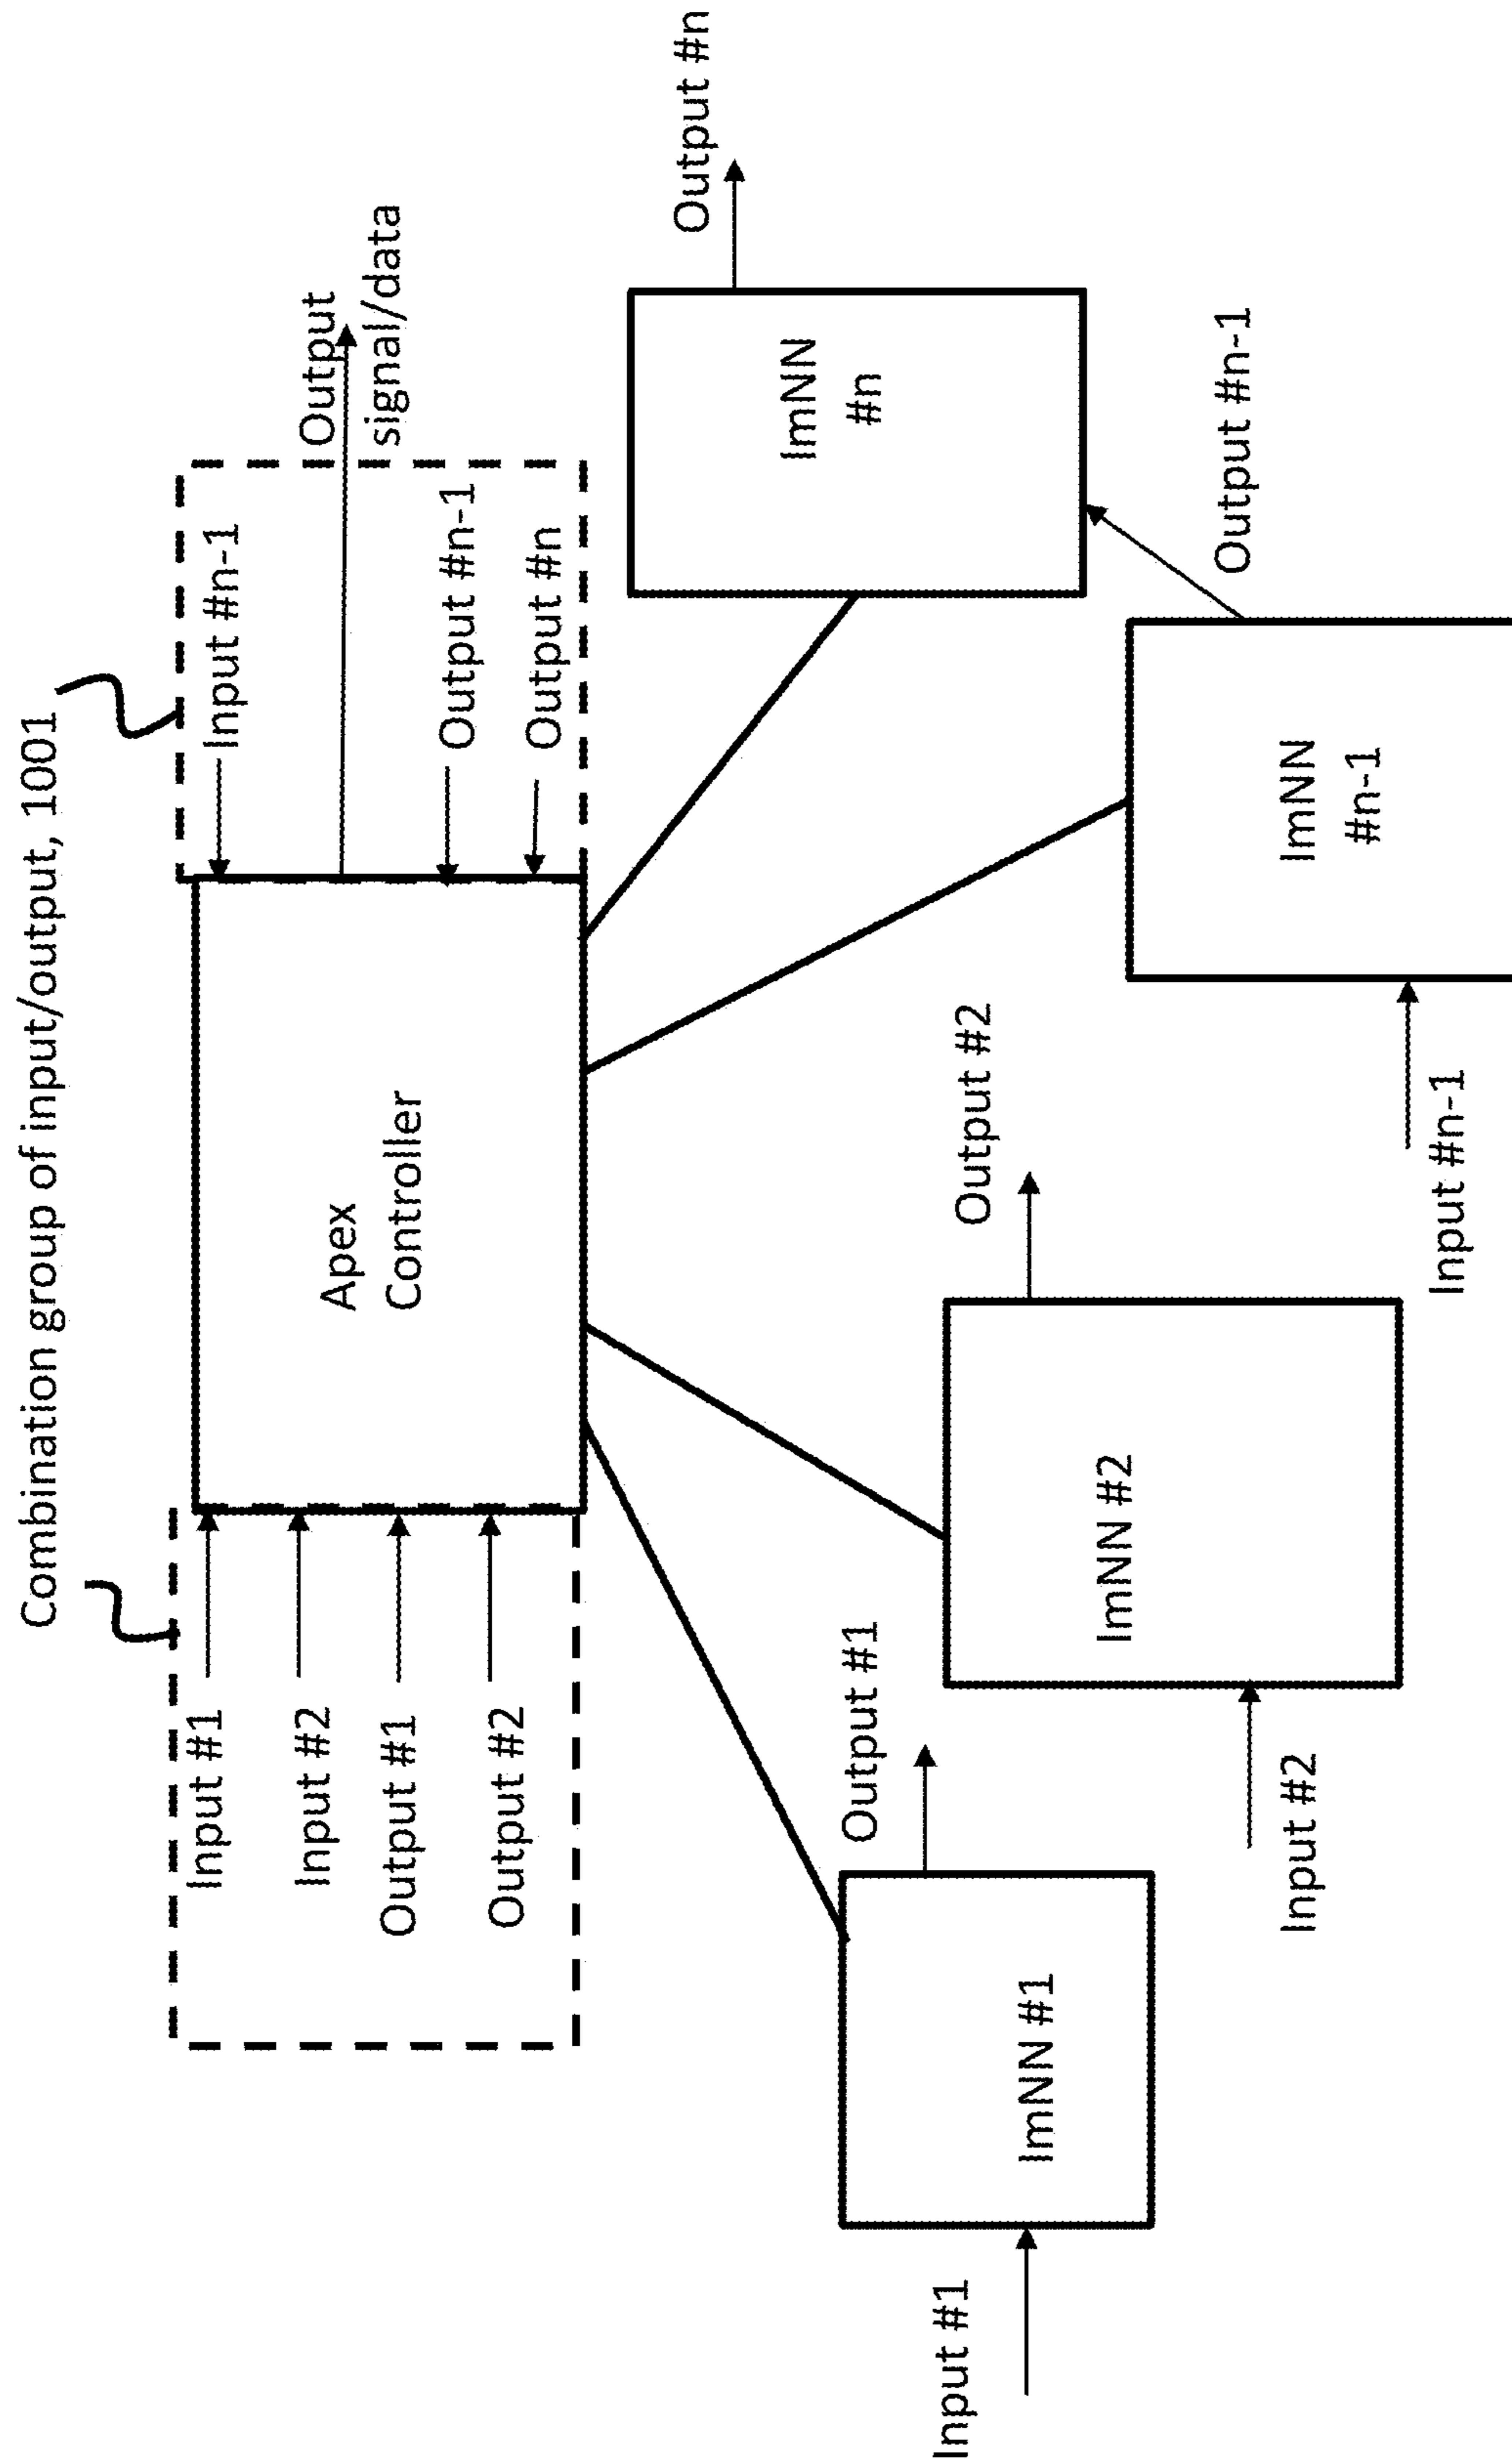 Combination group of input/output, 1001
Input #1
Input #2
Output #1
Output #2
Apex
Controller
Input #n-1
Output
signal/data
Output #n-1
Output #n
Input #1
ImNN #1
Output #1
Input #2
ImNN #2
Output #2
Input #n-1
ImNN
#n-1
Output #n-1
ImNN
#n
Output #n